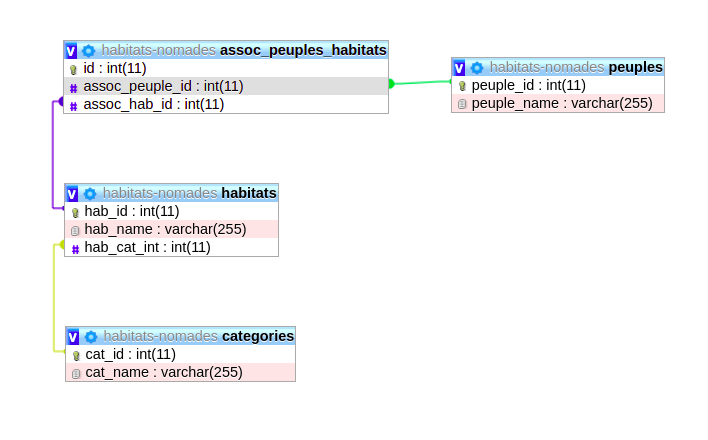 v habitats-nomades assoc_peuples_habitats
id : int(11)
# assoc_peuple_id : int(11)
# assoc_hab_id : int(11)
v habitats-nomades peuples
peuple_id : int(11)
peuple_name : varchar(255)
v habitats-nomades habitats
hab_id : int(11)
hab_name : varchar(255)
# hab_cat_int : int(11)
v habitats-nomades categories
cat_id : int(11)
cat_name : varchar(255)